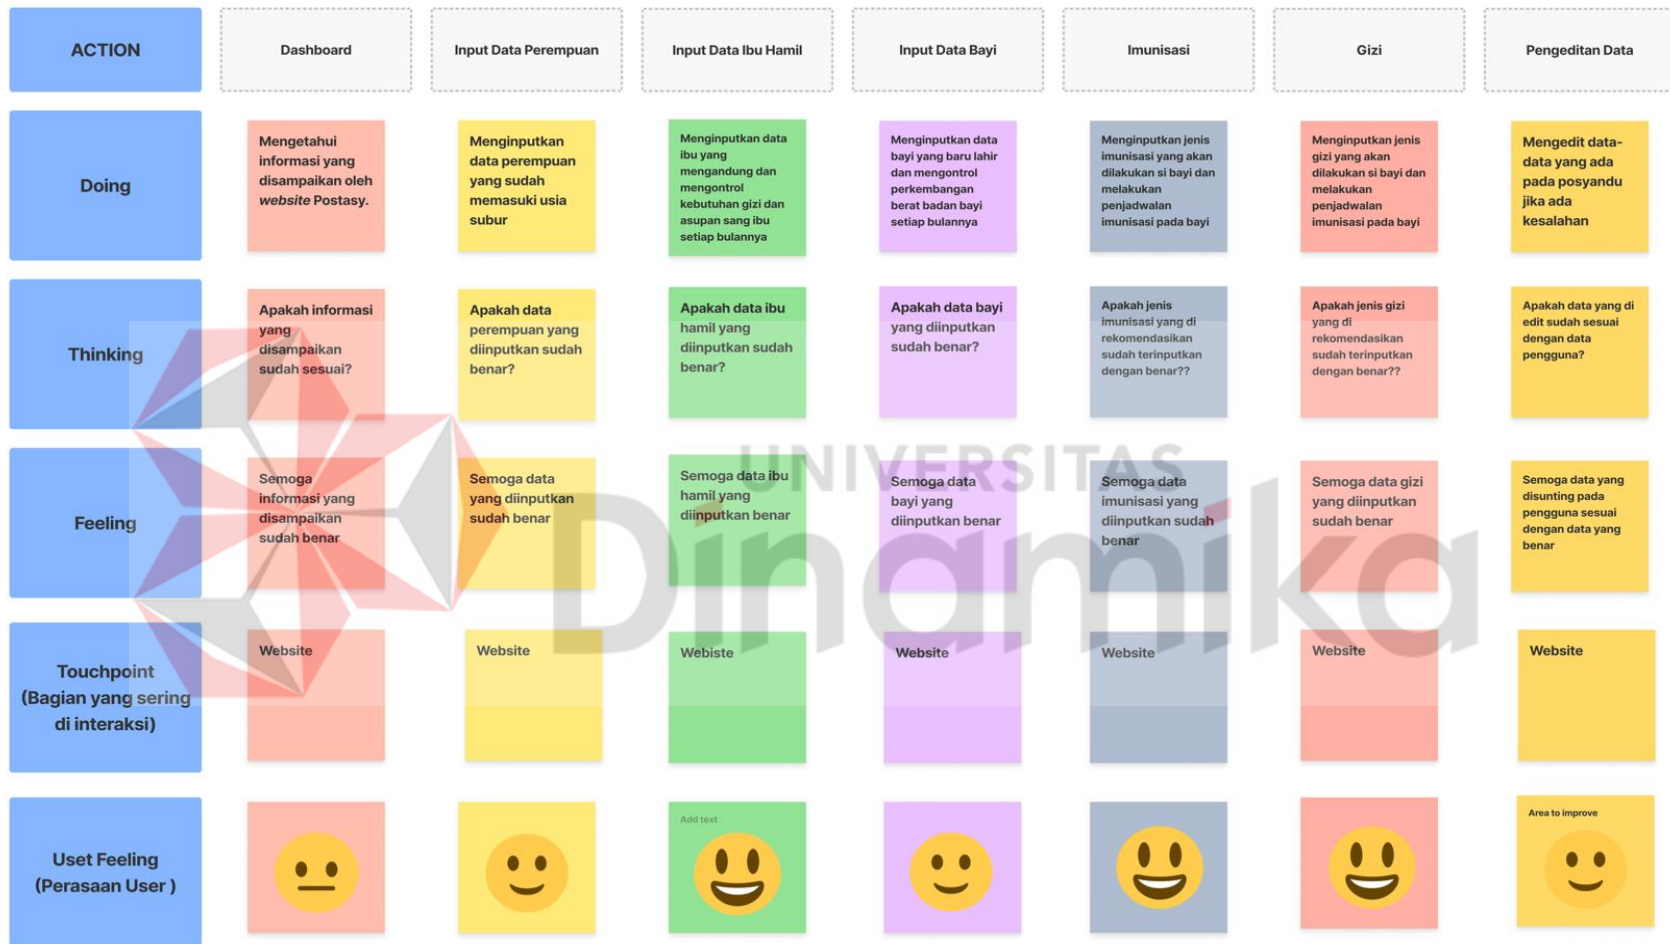 ACTION
Dashboard
Input Data Perempuan
Input Data Ibu Hamil
Input Data Bayi
Imunisasi
Gizi
Pengeditan Data
Doing
Mengetahui
informasi yang
disampaikan oleh
website Postasy.
Menginputkan
data perempuan
yang sudah
memasuki usia
subur
Menginputkan data
ibu yang
mengandung dan
mengontrol
kebutuhan gizi dan
asupan sang ibu
setiap bulannya
Menginputkan data
bayi yang baru lahir
dan mengontrol
perkembangan
berat badan bayi
setiap bulannya
Menginputkan jenis
imunisasi yang akan
dilakukan si bayi dan
melakukan
penjadwalan
imunisasi pada bayi
Menginputkan jenis
gizi yang akan
dilakukan si bayi dan
melakukan
penjadwalan
imunisasi pada bayi
Mengedit data-
data yang ada
pada posyandu
jika ada
kesalahan
Thinking
Apakah informasi
yang
disampaikan
sudah sesuai?
Apakah data
perempuan yang
diinputkan sudah
benar?
Apakah data ibu
hamil yang
diinputkan sudah
benar?
Apakah data bayi
yang diinputkan
sudah benar?
Apakah jenis
imunisasi yang di
rekomendasikan
sudah terinputkan
dengan benar??
Apakah jenis gizi
yang di
rekomendasikan
sudah terinputkan
dengan benar??
Apakah data yang di
edit sudah sesuai
dengan data
pengguna?
Feeling
Semoga
informasi yang
disampaikan
sudah benar
Semoga data
yang diinputkan
sudah benar
Semoga data ibu
hamil yang
diinputkan benar
Semoga data
bayi yang
diinputkan benar
Semoga data
imunisasi yang
diinputkan sudah
benar
Semoga data gizi
yang diinputkan
sudah benar
Semoga data yang
disunting pada
pengguna sesuai
dengan data yang
benar
UNIVERSITAS
Dinamika
Touchpoint
(Bagian yang sering
di interaksi)
Website
Website
Webiste
Website
Website
Website
Website
Uset Feeling
(Perasaan User )
Add text
Area to improve